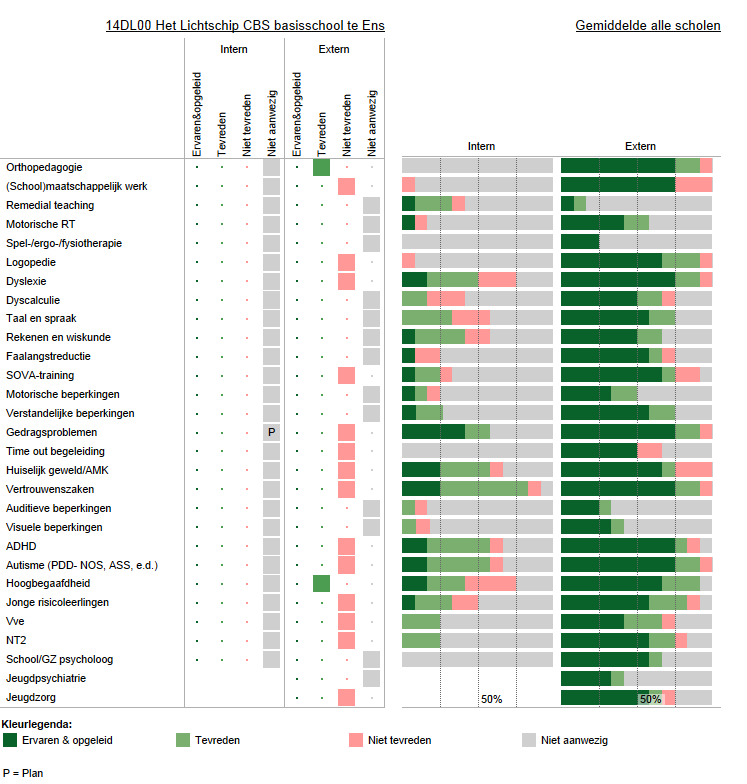 14DL00 Het Lichtschip CBS basisschool te Ens
Gemiddelde alle scholen
Intern
Extern
Ervaren&opgeleid
Tevreden
Niet tevreden
Niet aanwezig
Ervaren&opgeleid
Tevreden
Niet tevreden
Niet aanwezig
Intern
Extern
Orthopedagogie
(School)maatschappelijk werk
Remedial teaching
Motorische RT
Spel-/ergo-/fysiotherapie
Logopedie
Dyslexie
Dyscalculie
Taal en spraak
Rekenen en wiskunde
Faalangstreductie
SOVA-training
Motorische beperkingen
Verstandelijke beperkingen
Gedragsproblemen P
Time out begeleiding
Huiselijk geweld/AMK
Vertrouwenszaken
Auditieve beperkingen
Visuele beperkingen
ADHD
Autisme (PDD- NOS, ASS, e.d.)
Hoogbegaafdheid
Jonge risicoleerlingen
Vve
NT2
School/GZ psycholoog
Jeugdpsychiatrie
Jeugdzorg
50%
50%
Kleurlegenda:
Ervaren & opgeleid
Tevreden
Niet tevreden
Niet aanwezig
P = Plan